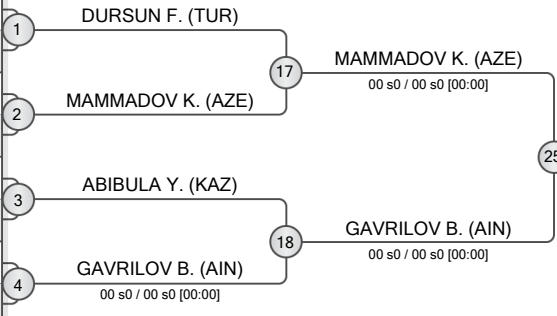 1
DURSUN F. (TUR)
17
MAMMADOV K. (AZE)
00 s0 / 00 s0 [00:00]
2
MAMMADOV K. (AZE)
25
3
ABIBULA Y. (KAZ)
18
GAVRILOV B. (AIN)
00 s0 / 00 s0 [00:00]
4
GAVRILOV B. (AIN)
00 s0 / 00 s0 [00:00]